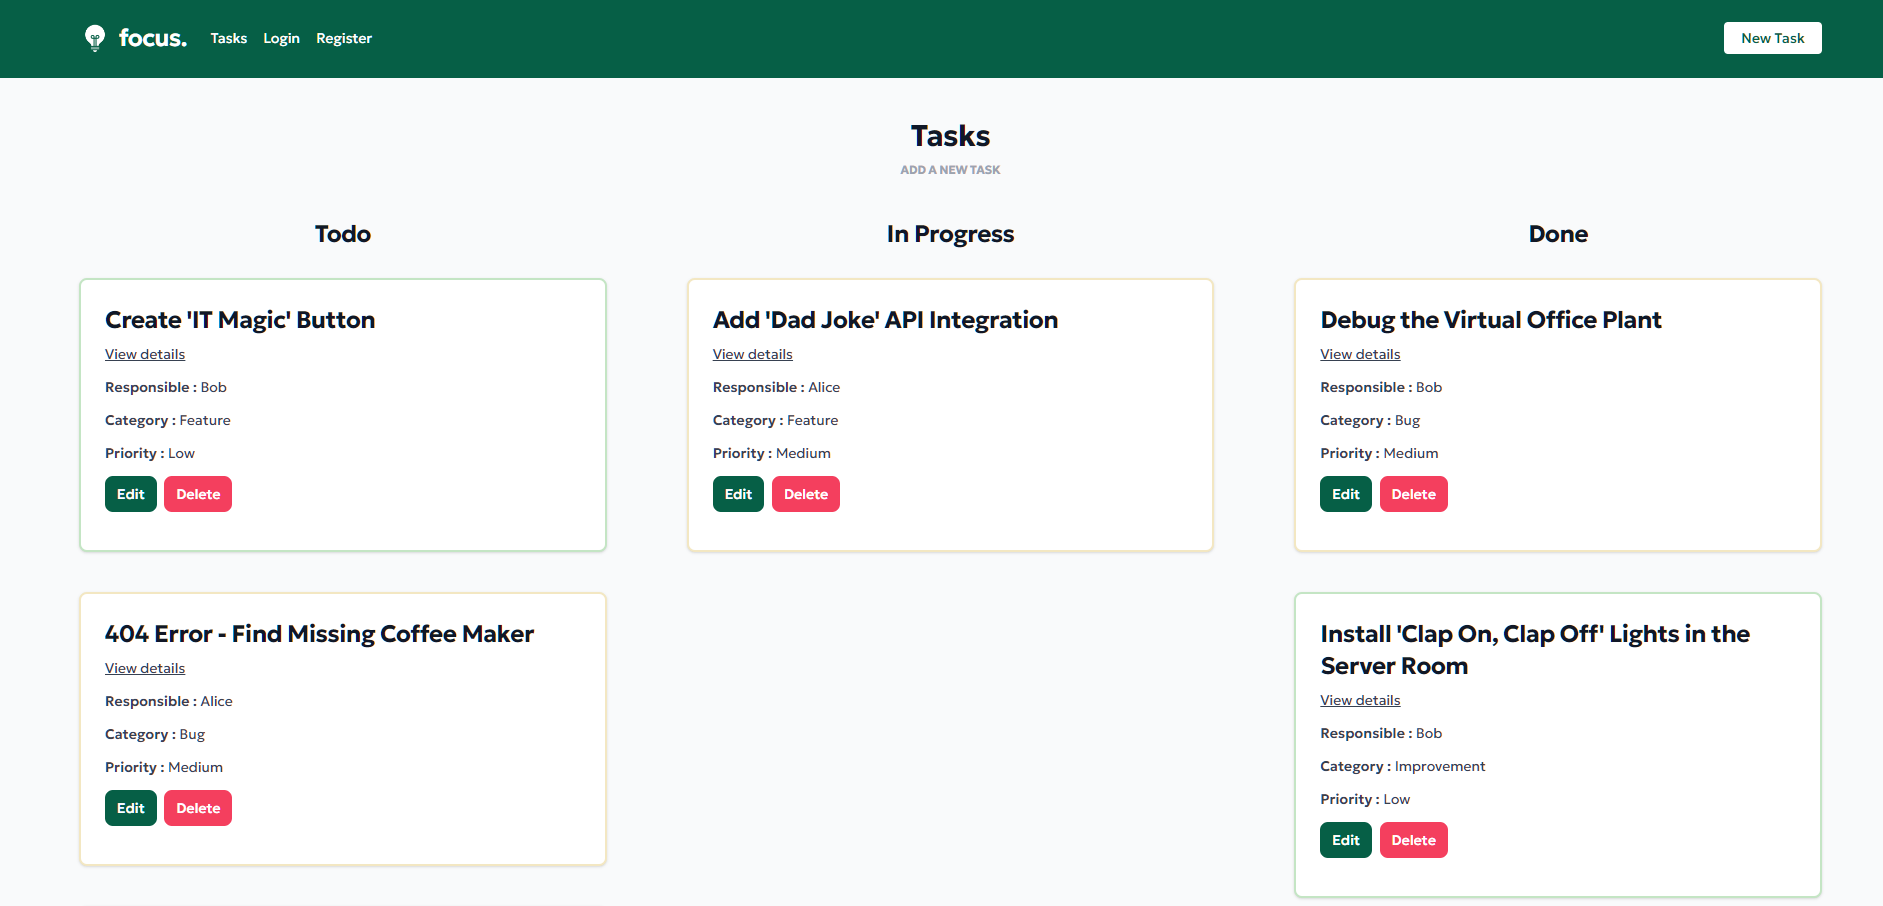 focus.
Tasks
Login
Register
New Task
Tasks
ADD A NEW TASK
Todo
Create 'IT Magic' Button
View details
Responsible : Bob
Category : Feature
Priority : Low
Edit
Delete
404 Error - Find Missing Coffee Maker
View details
Responsible : Alice
Category : Bug
Priority : Medium
Edit
Delete
In Progress
Add 'Dad Joke' API Integration
View details
Responsible : Alice
Category : Feature
Priority : Medium
Edit
Delete
Done
Debug the Virtual Office Plant
View details
Responsible : Bob
Category : Bug
Priority : Medium
Edit
Delete
Install 'Clap On, Clap Off' Lights in the
Server Room
View details
Responsible : Bob
Category : Improvement
Priority : Low
Edit
Delete